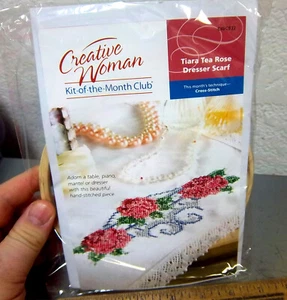 Creative
Woman
Kit-of-the-Month Club
Tiara Tea Rose
Dresser Scarf
This month's technique—
Cross-Stitch
Adorn a table, piano,
mantel or dresser
with this beautiful
hand-stitched piece